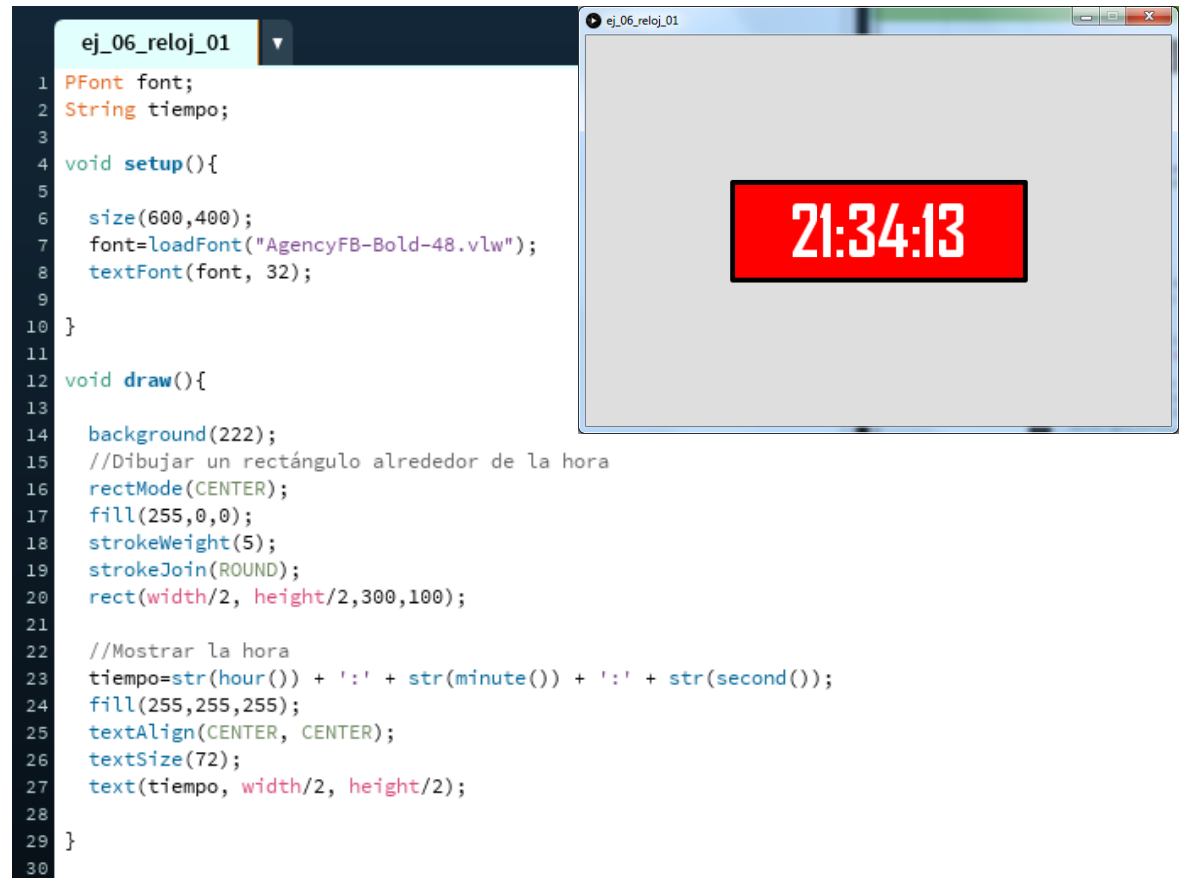 ej_06_reloj_01
ej_06_reloj_01
21:34:13
1 PFont font;
2 String tiempo;
3
4 void setup(){
5
6 size(600,400);
7 font=loadFont("AgencyFB-Bold-48.vlw");
8 textFont(font, 32);
9
10 }
11
12 void draw(){
13
14 background(222);
15 //Dibujar un rectángulo alrededor de la hora
16 rectMode(CENTER);
17 fill(255,0,0);
18 strokeWeight(5);
19 strokeJoin(ROUND);
20 rect(width/2, height/2,300,100);
21
22 //Mostrar la hora
23 tiempo=str(hour()) + ':' + str(minute()) + ':' + str(second());
24 fill(255,255,255);
25 textAlign(CENTER, CENTER);
26 textSize(72);
27 text(tiempo, width/2, height/2);
28
29 }
30